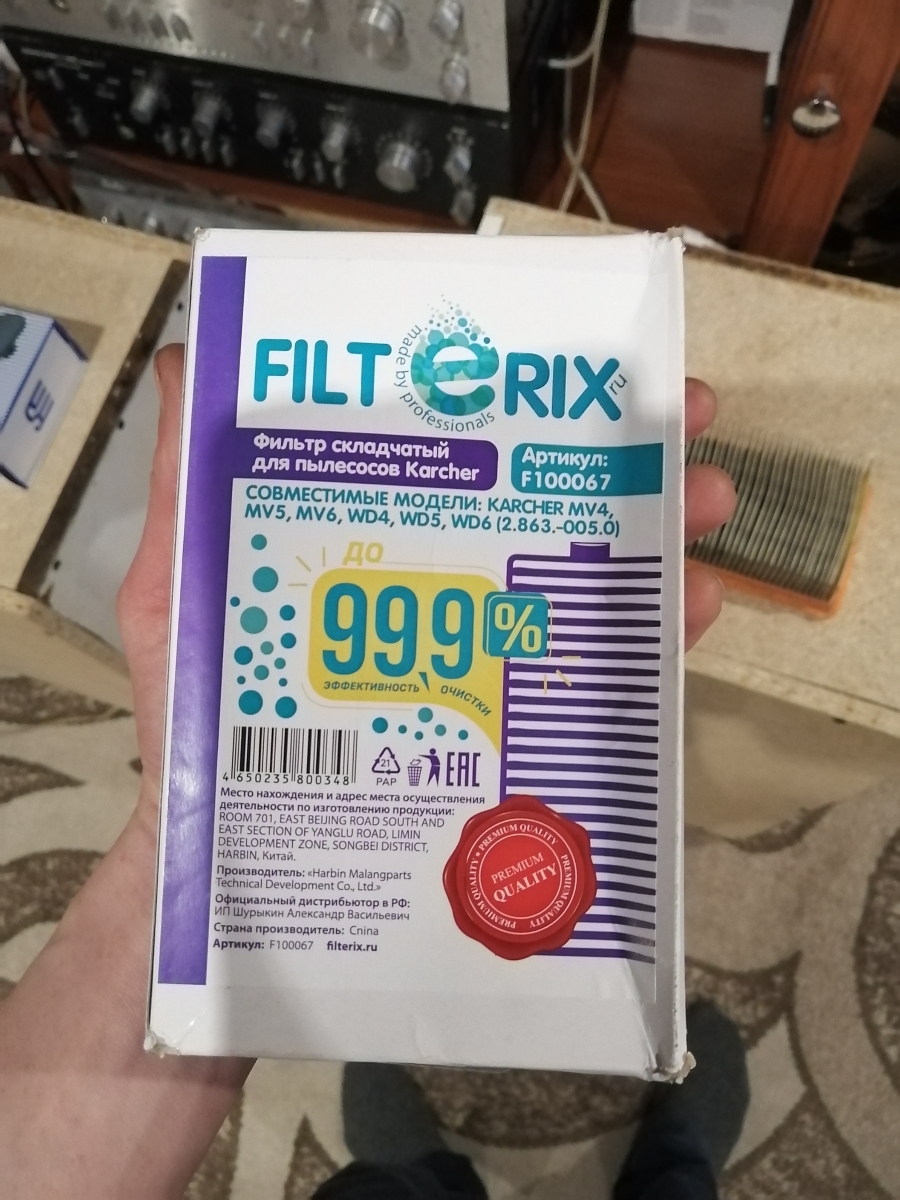 FILTERIX
.ru
made by professionals
Фильтр складчатый
для пылесосов Karcher
Артикул:
F100067
СОВМЕСТИМЫЕ МОДЕЛИ: KARCHER MV4,
MV5, MV6, WD4, WD5, WD6 (2.863.-005.0)
ДО
99,9%
ЭФФЕКТИВНОСТЬ ОЧИСТКИ
4 650235 800348
21
PAP
EAC
Место нахождения и адрес места осуществления
деятельности по изготовлению продукции:
ROOM 701, EAST BEIJING ROAD SOUTH AND
EAST SECTION OF YANGLU ROAD, LIMIN
DEVELOPMENT ZONE, SONGBEI DISTRICT,
HARBIN, Китай.
Производитель: «Harbin Malangparts
Technical Development Co., Ltd.»
Официальный дистрибьютор в РФ:
ИП Шурыкин Александр Васильевич
Страна производитель: Cnina
Артикул: F100067 filterix.ru
PREMIUM QUALITY
PREMIUM QUALITY
PREMIUM QUALITY
PREMIUM
QUALITY